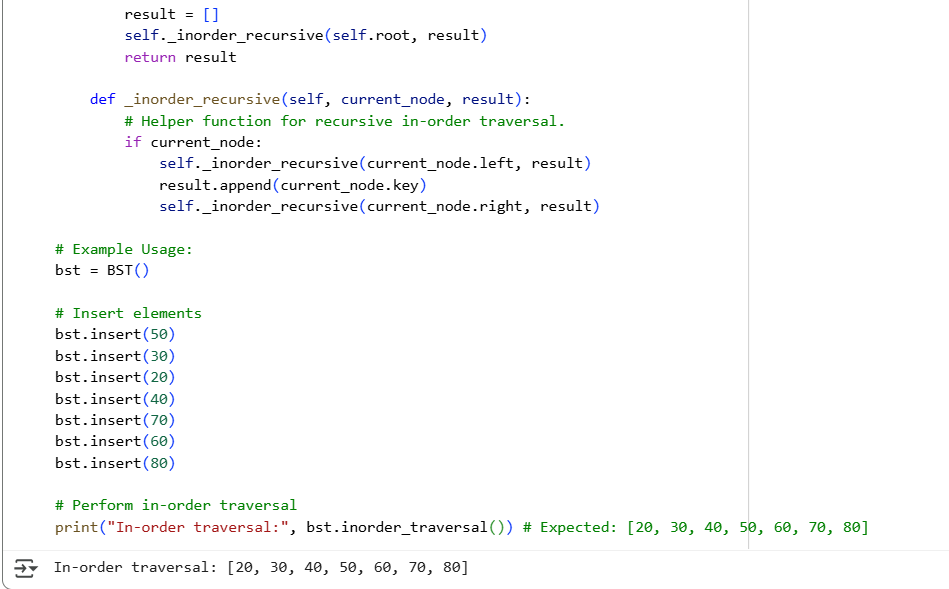 result = []
self._inorder_recursive(self.root, result)
return result
def _inorder_recursive(self, current_node, result):
# Helper function for recursive in-order traversal.
if current_node:
self._inorder_recursive(current_node.left, result)
result.append(current_node.key)
self._inorder_recursive(current_node.right, result)
# Example Usage:
bst = BST()
# Insert elements
bst.insert(50)
bst.insert(30)
bst.insert(20)
bst.insert(40)
bst.insert(70)
bst.insert(60)
bst.insert(80)
# Perform in-order traversal
print("In-order traversal:", bst.inorder_traversal()) # Expected: [20, 30, 40, 50, 60, 70, 80]
In-order traversal: [20, 30, 40, 50, 60, 70, 80]